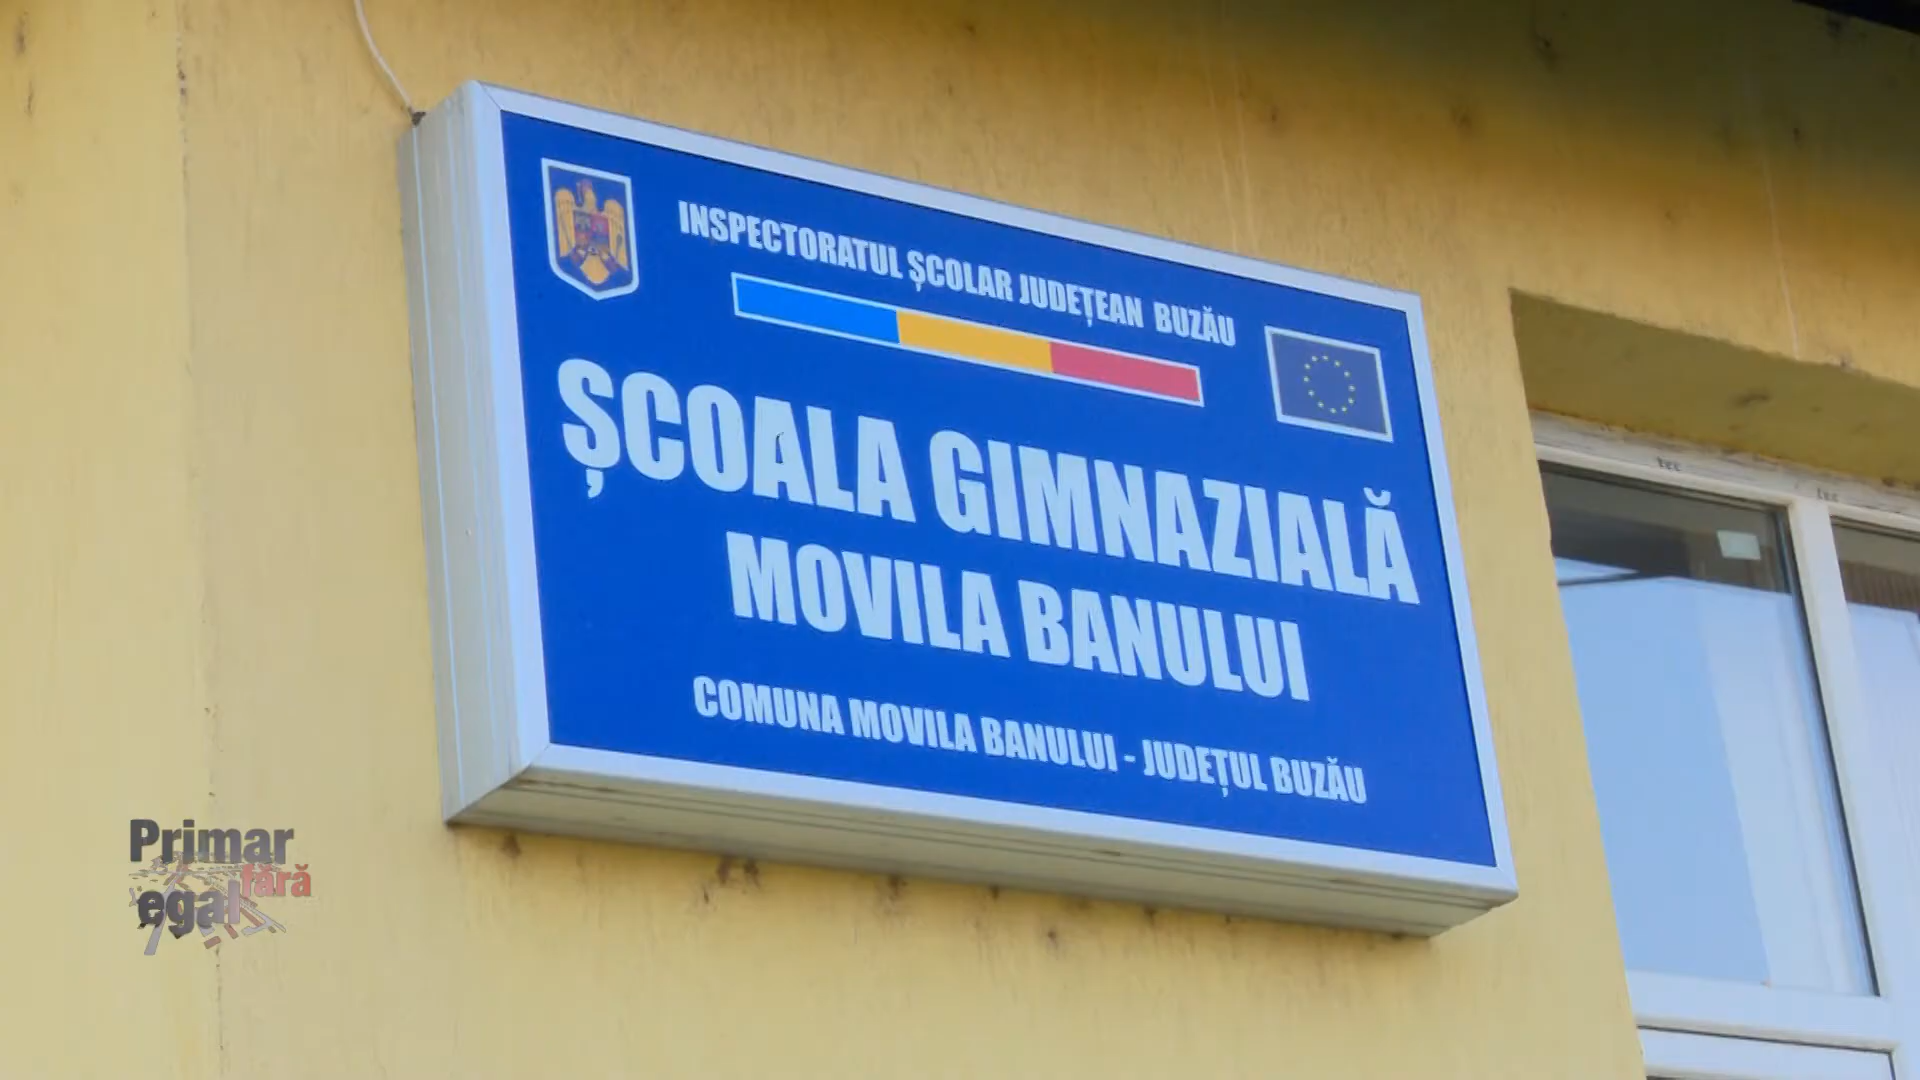 INSPECTORATUL ȘCOLAR JUDEȚEAN BUZĂU
ȘCOALA GIMNAZIALĂ
MOVILA BANULUI
COMUNA MOVILA BANULUI - JUDEȚUL BUZĂU
Primar
fără
egal